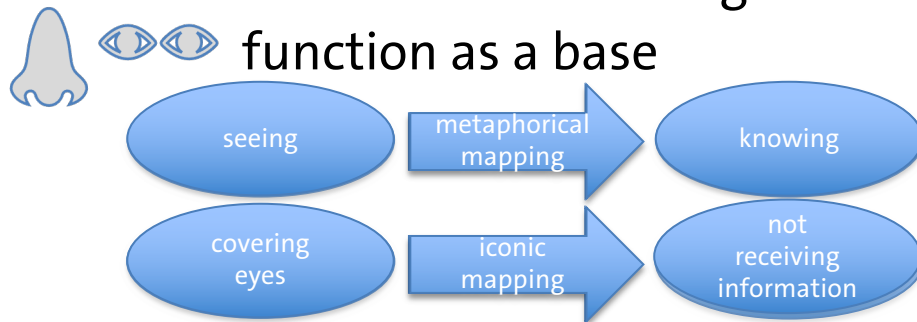 function as a base
seeing
metaphorical
mapping
knowing
covering
eyes
iconic
mapping
not
receiving
information